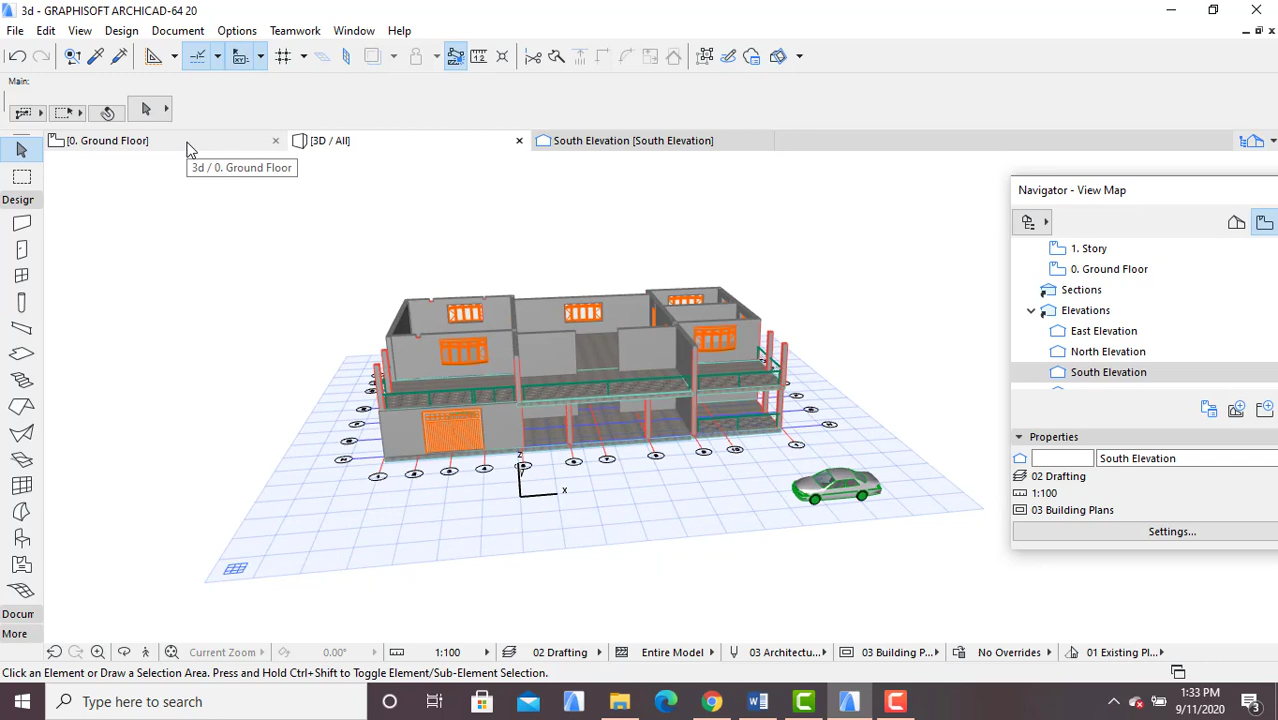 3d - GRAPHISOFT ARCHICAD-64 20
File Edit View Design Document Options Teamwork Window Help
Main:
[0. Ground Floor]
[3D / All]
South Elevation [South Elevation]
3d / 0. Ground Floor
Navigator - View Map
Design
1. Story
0. Ground Floor
Sections
Elevations
East Elevation
North Elevation
South Elevation
Properties
South Elevation
02 Drafting
1:100
03 Building Plans
Settings...
z
y
x
Docum
More
Current Zoom
0.00°
1:100
02 Drafting
Entire Model
03 Architectu...
03 Building P...
No Overrides
01 Existing Pl...
Click an Element or Draw a Selection Area. Press and Hold Ctrl+Shift to Toggle Element/Sub-Element Selection.
Type here to search
1:33 PM
9/11/2020
3